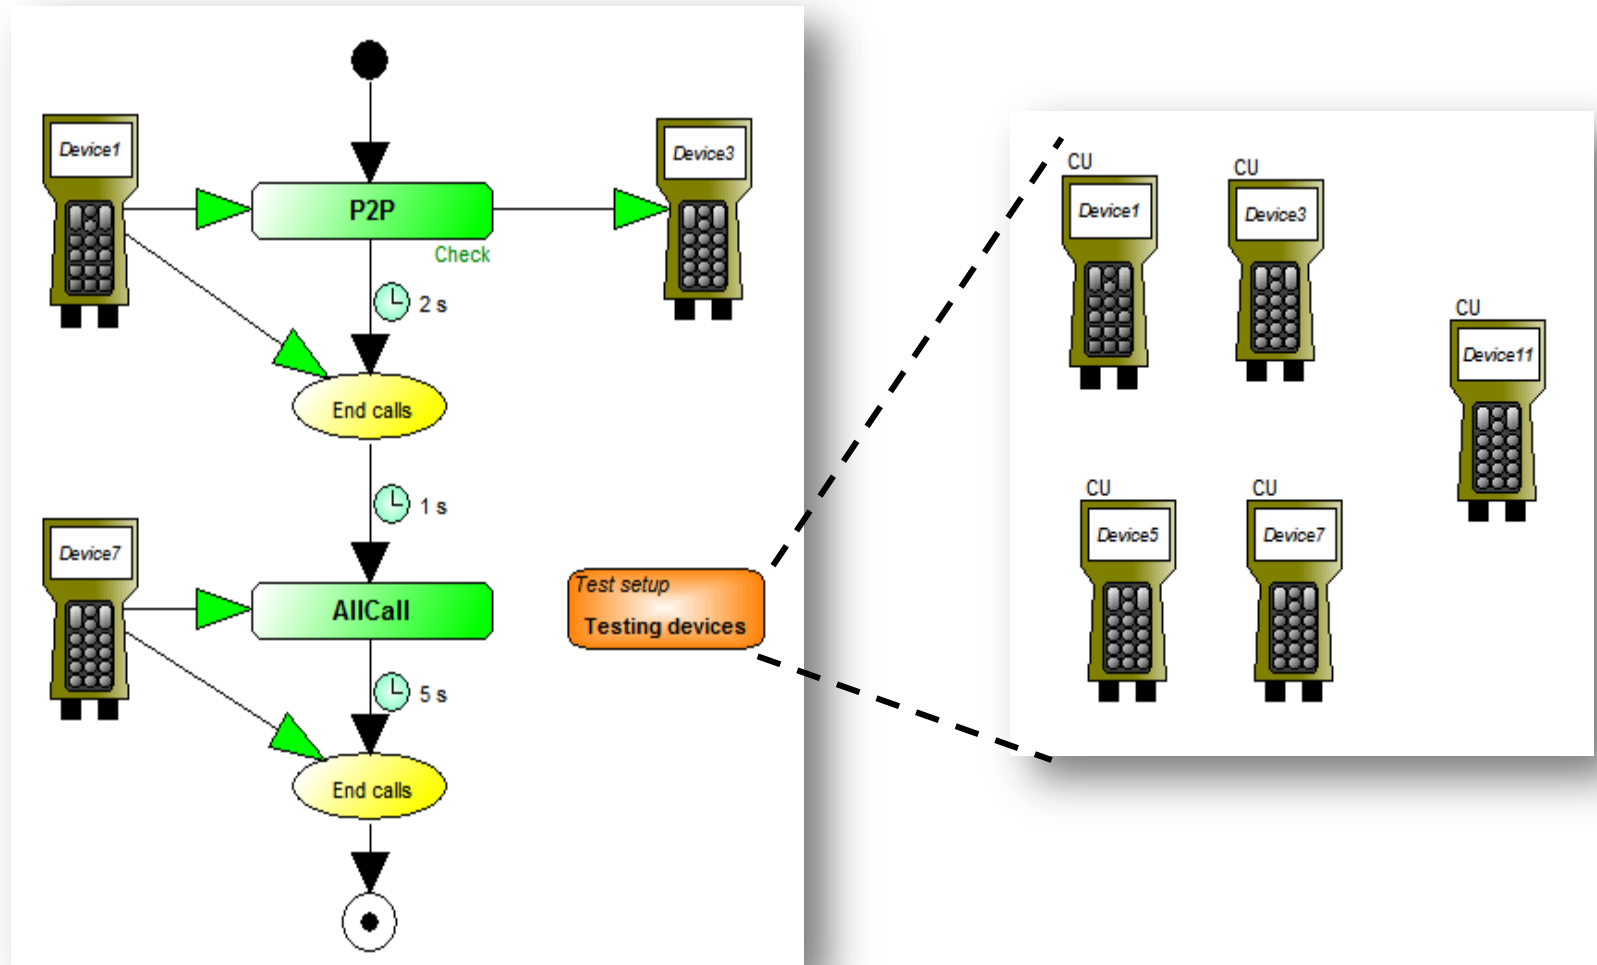 Device1
Device3
P2P
Check
2 s
End calls
1 s
Device7
AllCall
Test setup
Testing devices
5 s
End calls
CU
Device1
CU
Device3
CU
Device11
CU
Device5
CU
Device7